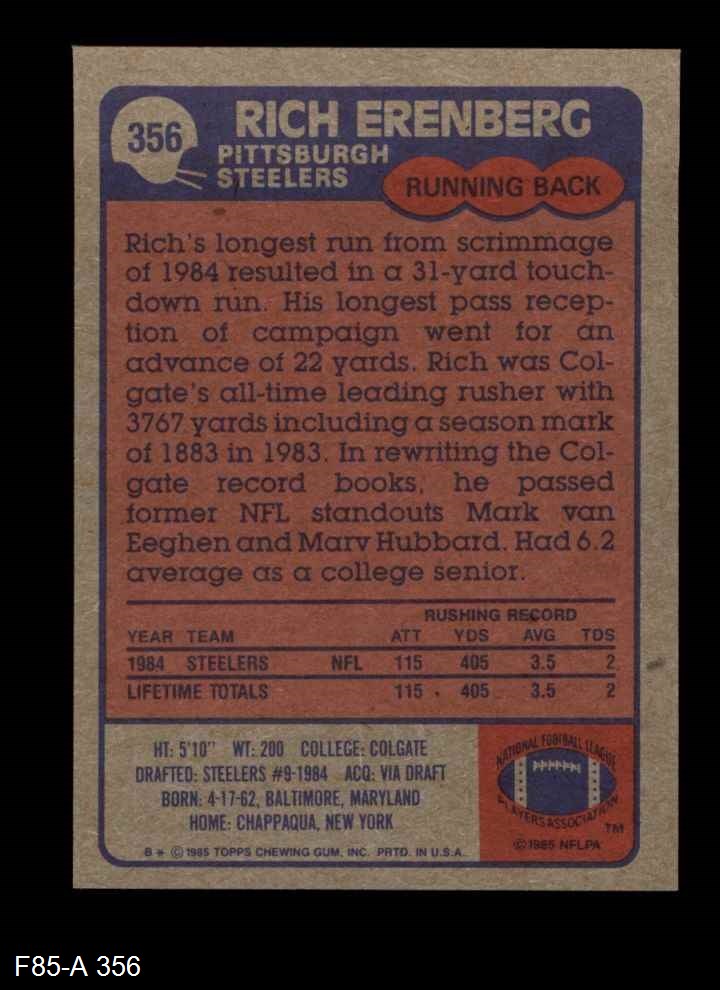 356
RICH ERENBERG
PITTSBURGH
STEELERS
RUNNING BACK
Rich's longest run from scrimmage
of 1984 resulted in a 31-yard touch-
down run. His longest pass recep-
tion of campaign went for an
advance of 22 yards. Rich was Col-
gate's all-time leading rusher with
3767 yards including a season mark
of 1883 in 1983. In rewriting the Col-
gate record books, he passed
former NFL standouts Mark van
Eeghen and Marv Hubbard. Had 6.2
average as a college senior.
RUSHING RECORD
YEAR TEAM ATT YDS AVG TDS
1984 STEELERS NFL 115 405 3.5 2
LIFETIME TOTALS 115 405 3.5 2
HT: 5'10" WT: 200 COLLEGE: COLGATE
DRAFTED: STEELERS #9-1984 ACQ: VIA DRAFT
BORN: 4-17-62, BALTIMORE, MARYLAND
HOME: CHAPPAQUA, NEW YORK
B * © 1985 TOPPS CHEWING GUM, INC. PRTD. IN U.S.A.
NATIONAL FOOTBALL LEAGUE
PLAYERS ASSOCIATION
TM
© 1985 NFLPA
F85-A 356